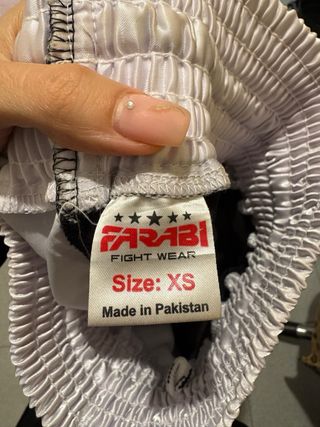 FARABI
FIGHT WEAR
Size: XS
Made in Pakistan